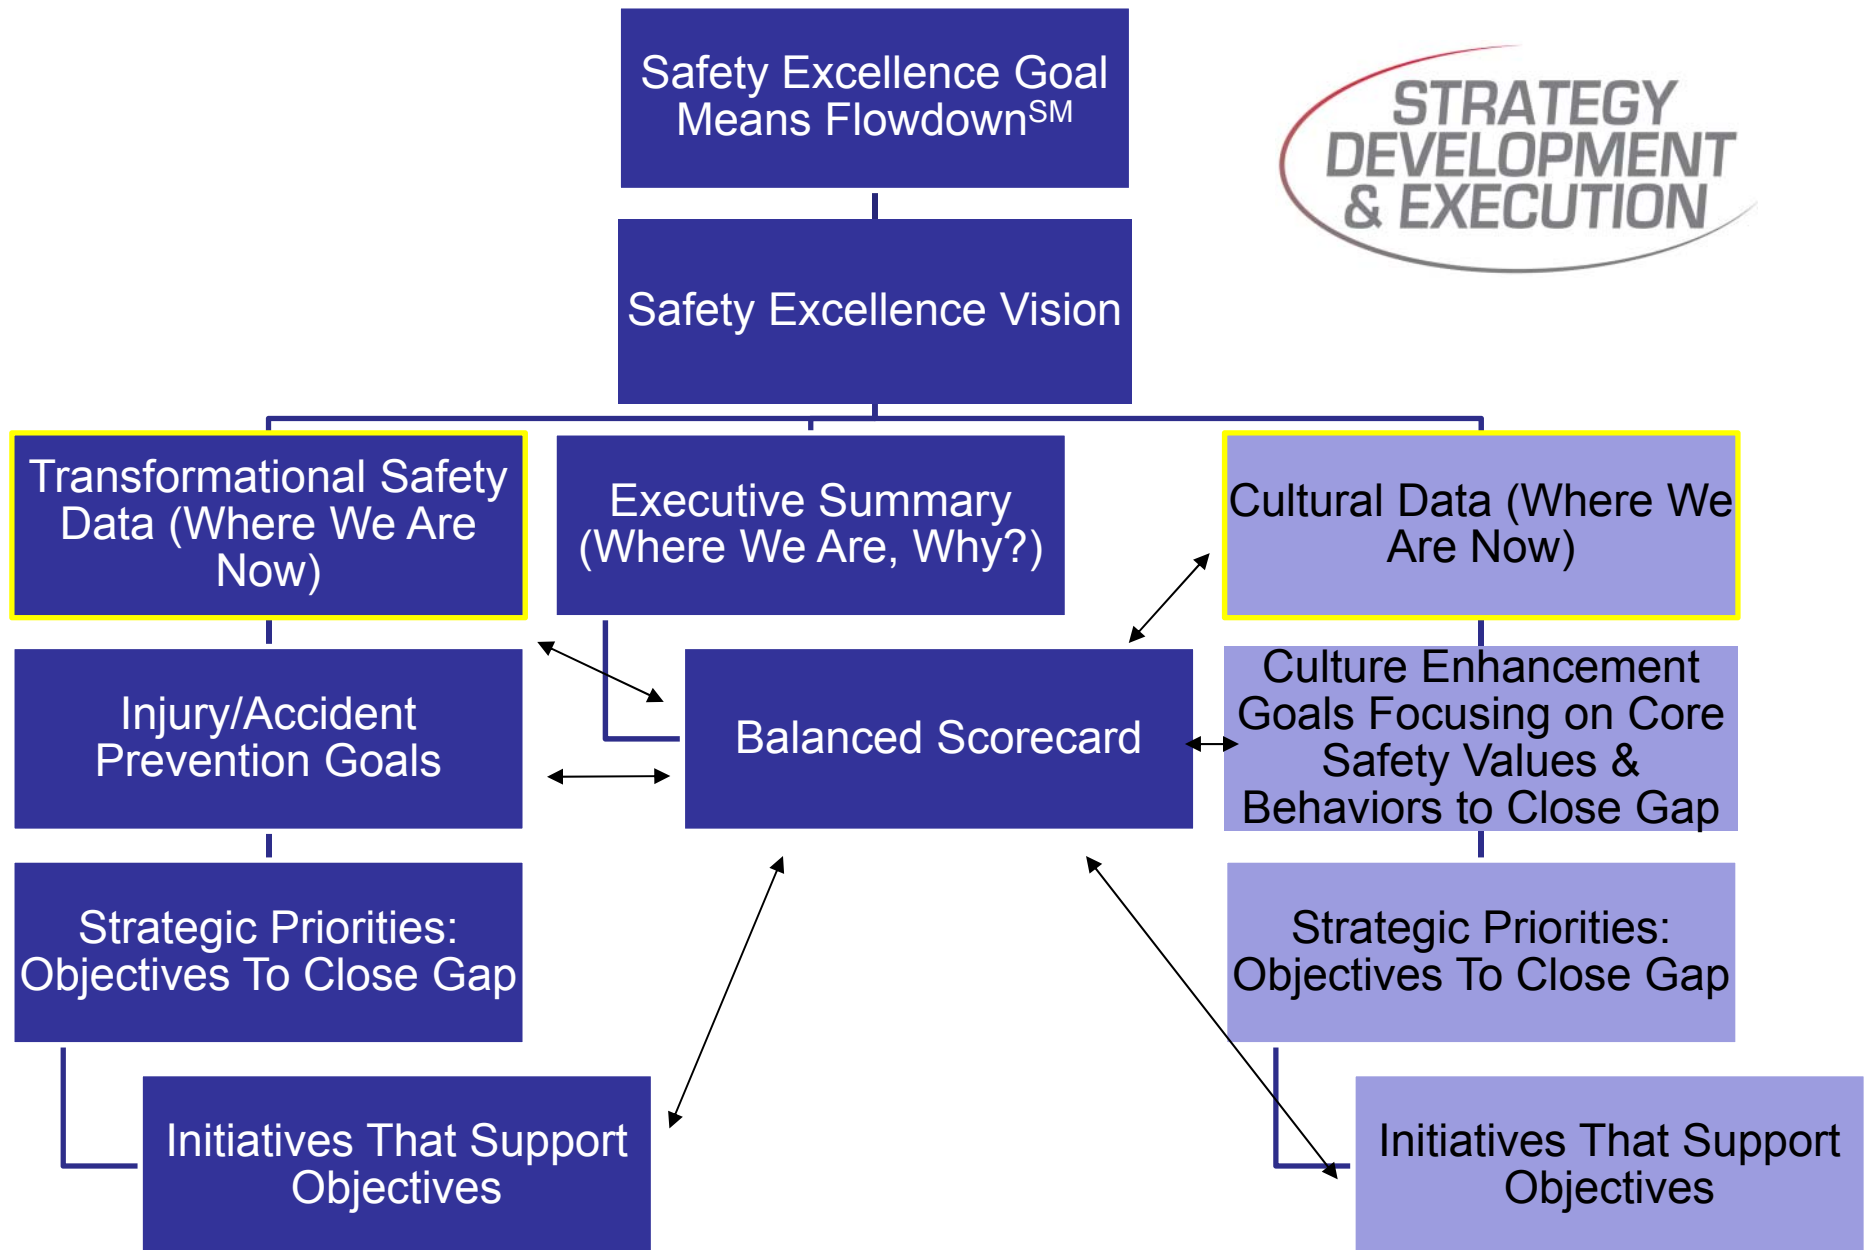 Safety Excellence Goal
Means Flowdown℠
STRATEGY
DEVELOPMENT
& EXECUTION
Safety Excellence Vision
Transformational Safety
Data (Where We Are
Now)
Executive Summary
(Where We Are, Why?)
Cultural Data (Where We
Are Now)
Injury/Accident
Prevention Goals
Balanced Scorecard
Culture Enhancement
Goals Focusing on Core
Safety Values &
Behaviors to Close Gap
Strategic Priorities:
Objectives To Close Gap
Strategic Priorities:
Objectives To Close Gap
Initiatives That Support
Objectives
Initiatives That Support
Objectives